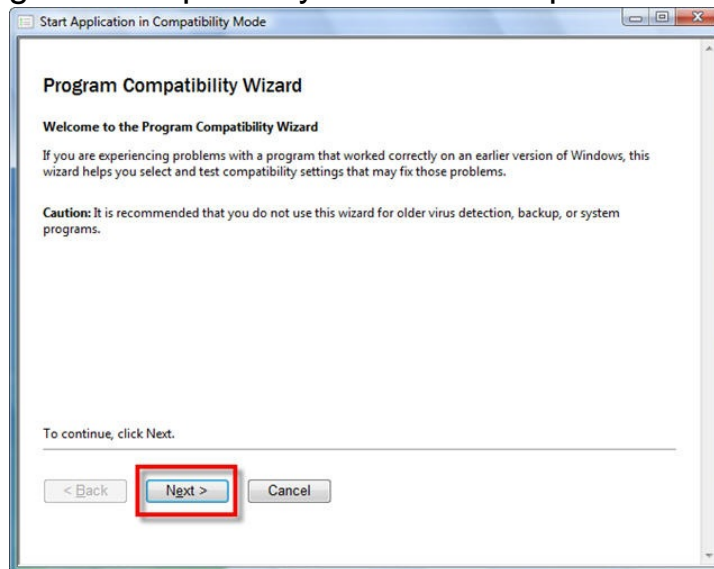 Start Application in Compatibility Mode
Program Compatibility Wizard
Welcome to the Program Compatibility Wizard
If you are experiencing problems with a program that worked correctly on an earlier version of Windows, this
wizard helps you select and test compatibility settings that may fix those problems.
Caution: It is recommended that you do not use this wizard for older virus detection, backup, or system
programs.
To continue, click Next.
< Back Next > Cancel